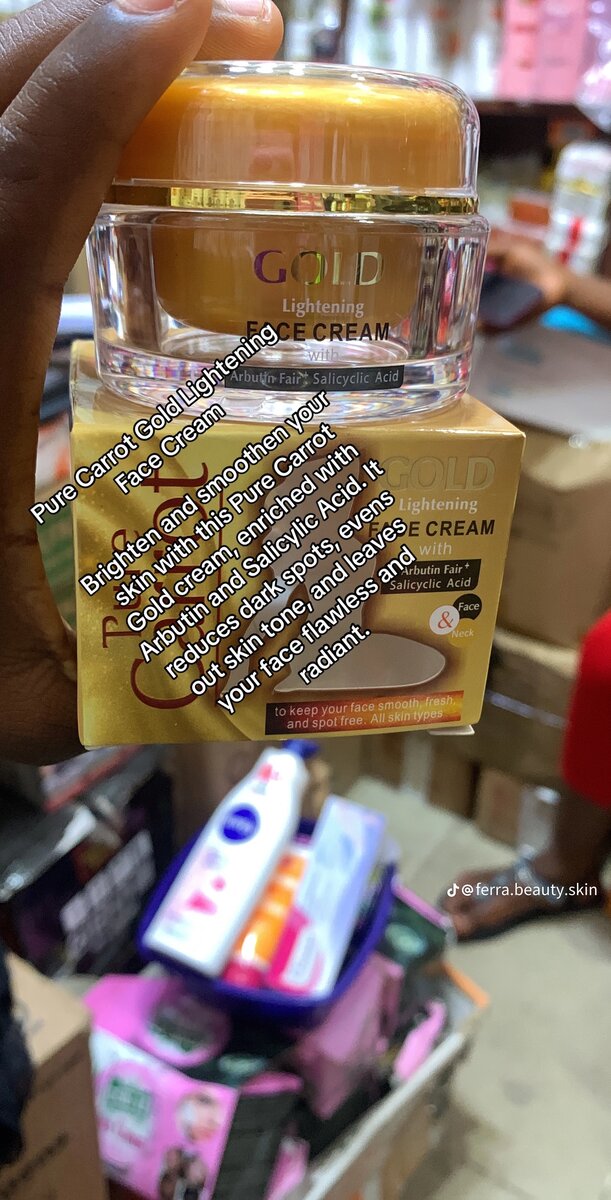 GOLD
Lightening
FACE CREAM
with
Arbutin Fair+ Salicyclic Acid
Pure Carrot Gold Lightening
Face Cream
Brighten and smoothen your
skin with this Pure Carrot
Gold cream, enriched with
Arbutin and Salicylic Acid. It
reduces dark spots, evens
out skin tone, and leaves
your face flawless and
radiant.
GOLD
Lightening
FACE CREAM
with
Arbutin Fair+
Salicyclic Acid
Face
&
Neck
to keep your face smooth, fresh,
and spot free. All skin types
@ferra.beauty.skin